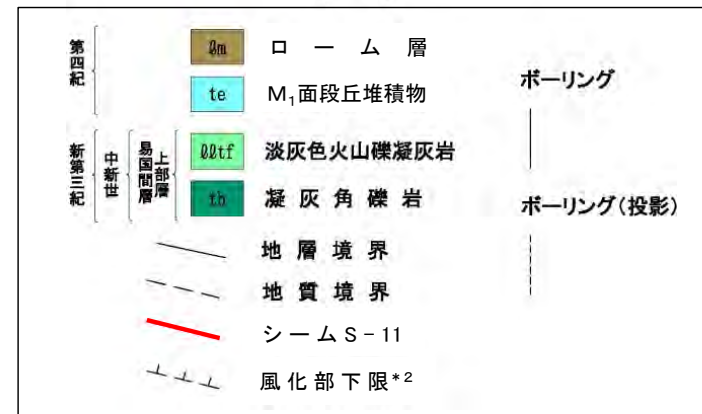 第四紀
ℓm ローム層
te M₁面段丘堆積物
新第三紀 中新世 易国間層 上部層
ℓℓtf 淡灰色火山礫凝灰岩
tb 凝灰角礫岩
地層境界
地質境界
シームS-11
風化部下限*²
ボーリング
ボーリング(投影)